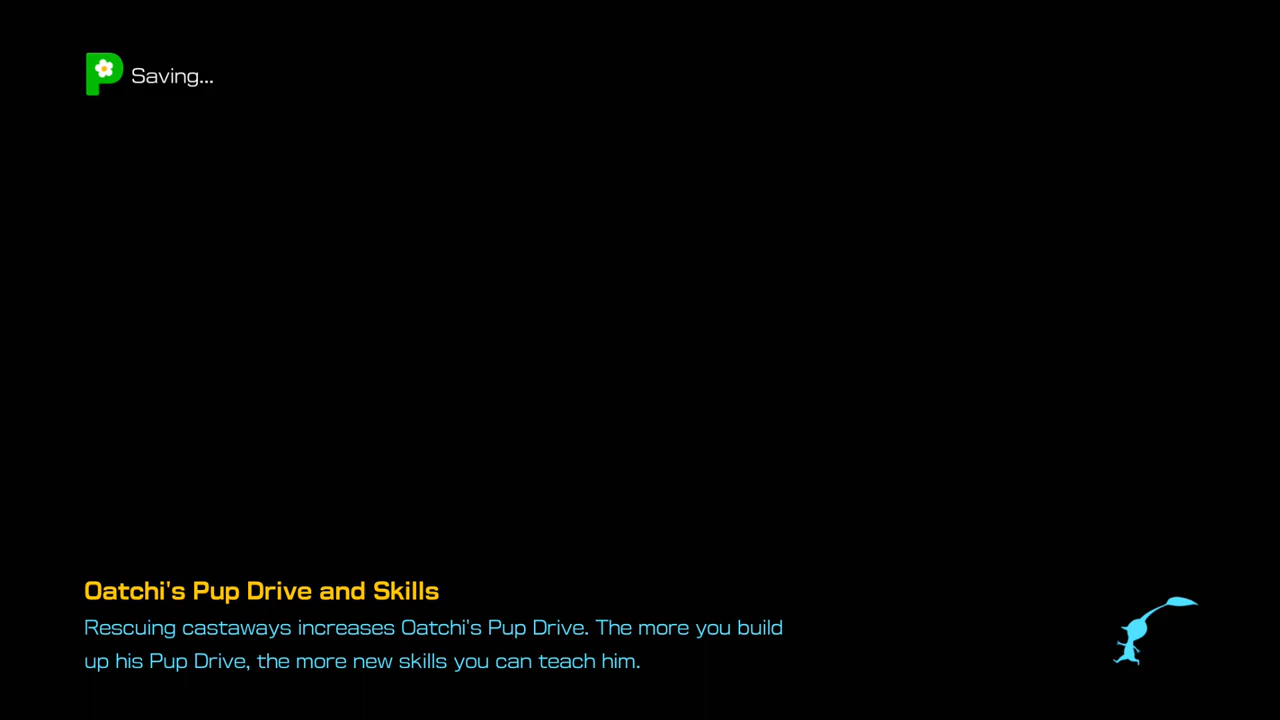 Saving...
Oatchi's Pup Drive and Skills
Rescuing castaways increases Oatchi's Pup Drive. The more you build
up his Pup Drive, the more new skills you can teach him.